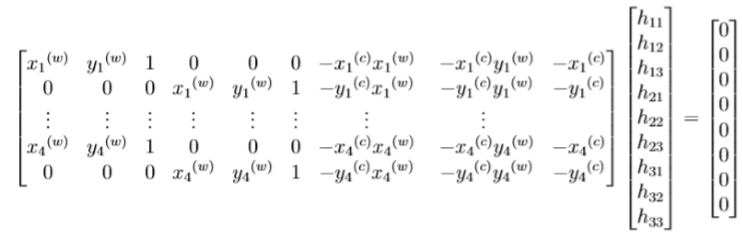 [x₁⁽ʷ⁾ y₁⁽ʷ⁾ 1 0 0 0 −x₁⁽ᶜ⁾x₁⁽ʷ⁾ −x₁⁽ᶜ⁾y₁⁽ʷ⁾ −x₁⁽ᶜ⁾
0 0 0 x₁⁽ʷ⁾ y₁⁽ʷ⁾ 1 −y₁⁽ᶜ⁾x₁⁽ʷ⁾ −y₁⁽ᶜ⁾y₁⁽ʷ⁾ −y₁⁽ᶜ⁾
⋮ ⋮ ⋮ ⋮ ⋮ ⋮ ⋮ ⋮
x₄⁽ʷ⁾ y₄⁽ʷ⁾ 1 0 0 0 −x₄⁽ᶜ⁾x₄⁽ʷ⁾ −x₄⁽ᶜ⁾y₄⁽ʷ⁾ −x₄⁽ᶜ⁾
0 0 0 x₄⁽ʷ⁾ y₄⁽ʷ⁾ 1 −y₄⁽ᶜ⁾x₄⁽ʷ⁾ −y₄⁽ᶜ⁾y₄⁽ʷ⁾ −y₄⁽ᶜ⁾]
[h₁₁
h₁₂
h₁₃
h₂₁
h₂₂
h₂₃
h₃₁
h₃₂
h₃₃]
=
[0
0
0
0
0
0
0
0]